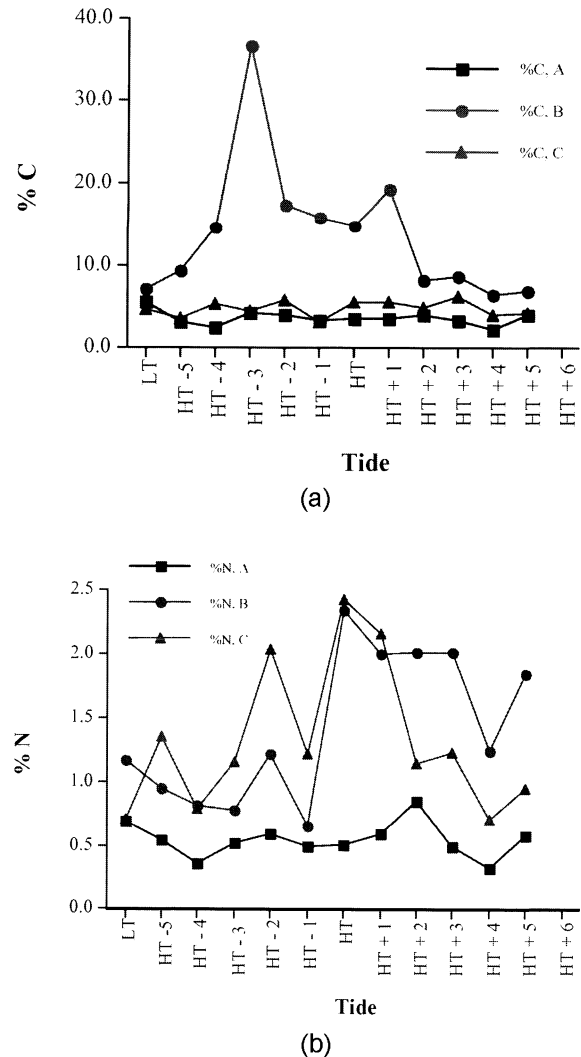 40.0
30.0
20.0
10.0
0.0
% C
%C, A
%C, B
%C, C
LT
HT -5
HT - 4
HT - 3
HT - 2
HT - 1
HT
HT + 1
HT + 2
HT + 3
HT + 4
HT + 5
HT + 6
Tide
(a)
%N, A
%N, B
%N, C
2.5
2.0
1.5
1.0
0.5
0.0
% N
LT
HT -5
HT - 4
HT - 3
HT - 2
HT - 1
HT
HT + 1
HT + 2
HT + 3
HT + 4
HT + 5
HT + 6
Tide
(b)